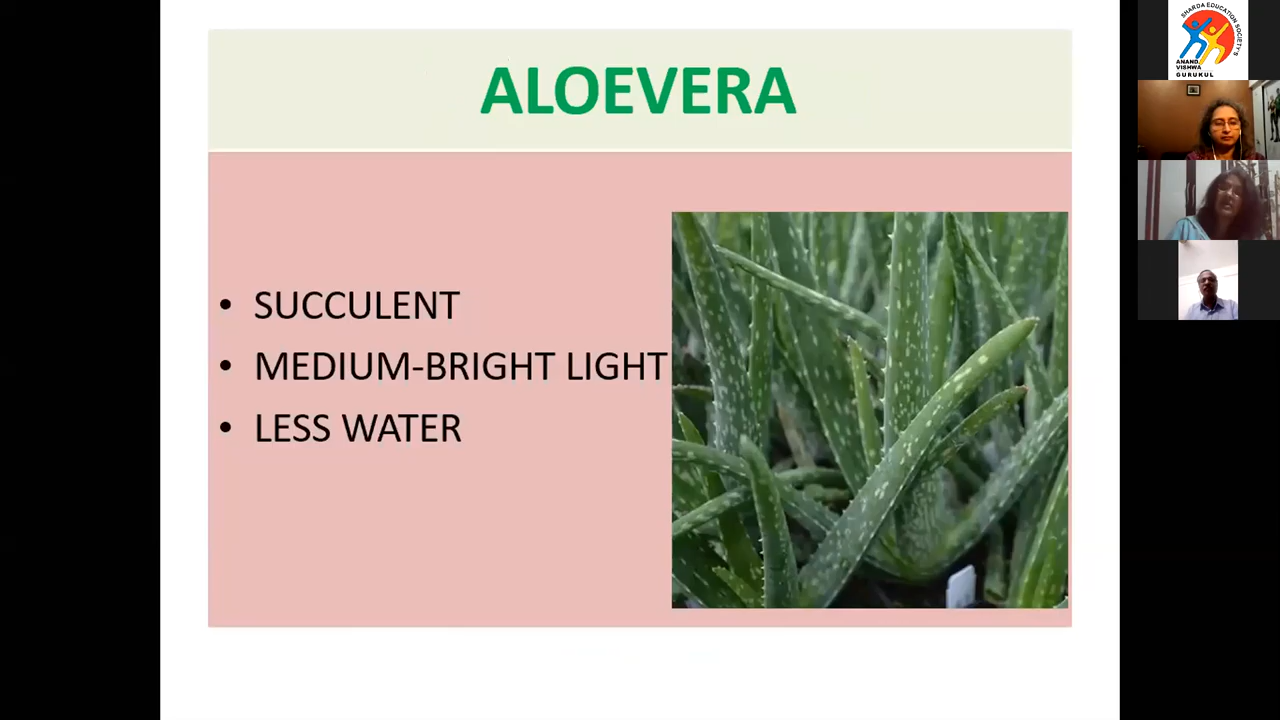 ALOEVERA
• SUCCULENT
• MEDIUM-BRIGHT LIGHT
• LESS WATER
SHARDA EDUCATION SOCIETY'S
ANAND
VISHWA
GURUKUL